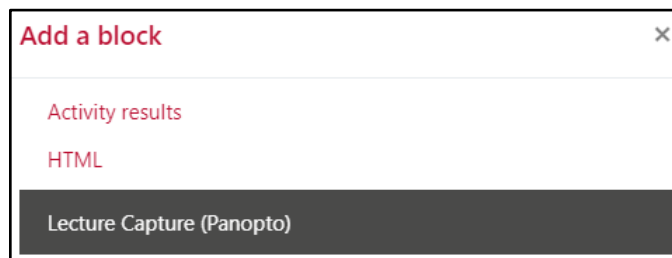 Add a block
Activity results
HTML
Lecture Capture (Panopto)